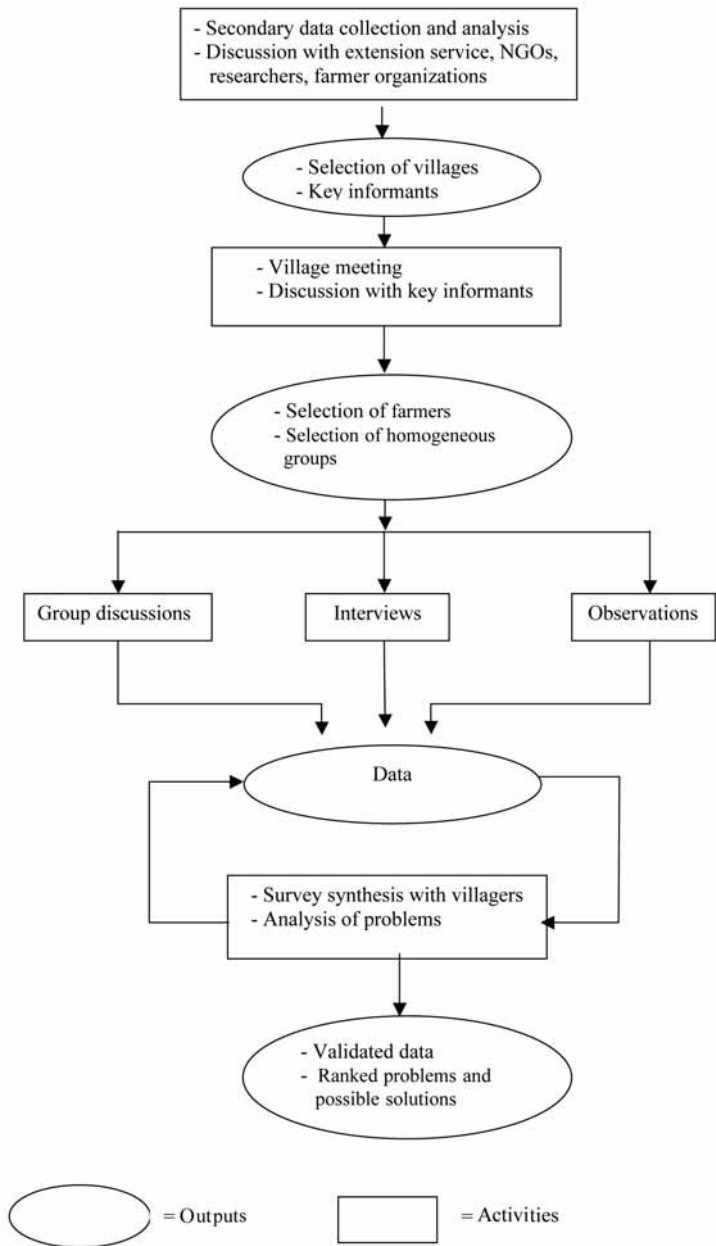 - Secondary data collection and analysis
- Discussion with extension service, NGOs,
researchers, farmer organizations
- Selection of villages
- Key informants
- Village meeting
- Discussion with key informants
- Selection of farmers
- Selection of homogeneous
groups
Group discussions
Interviews
Observations
Data
- Survey synthesis with villagers
- Analysis of problems
- Validated data
- Ranked problems and
possible solutions
= Outputs
= Activities